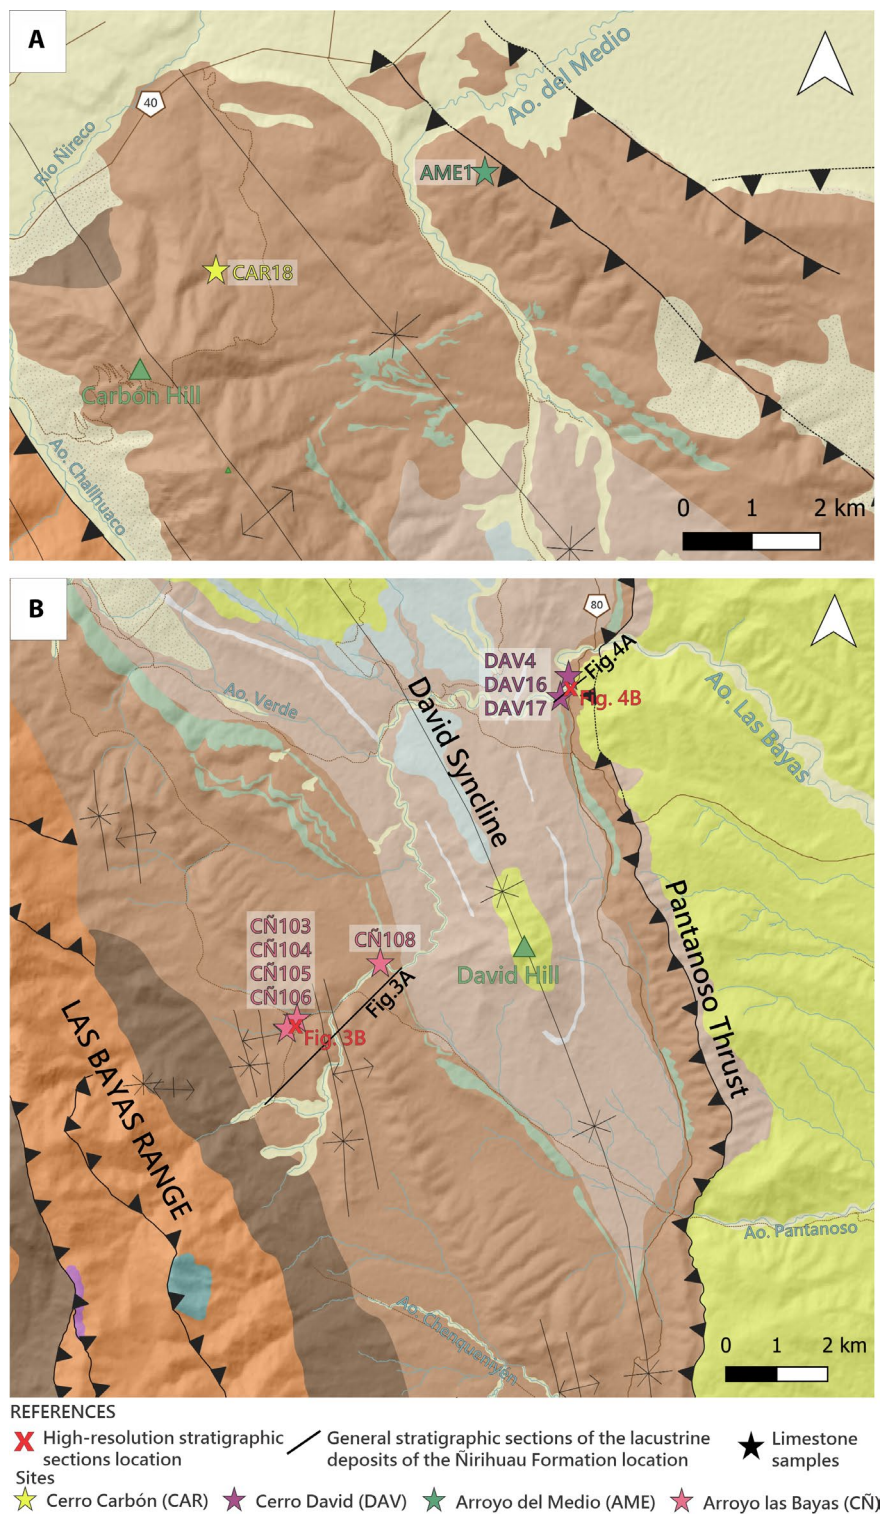 A
40
Río Ñireco
Ao. del Medio
AME1
CAR18
Carbón Hill
Ao. Challhuaco
0 1 2 km
B
80
DAV4
DAV16
DAV17
Fig.4A
Fig. 4B
Ao. Verde
David Syncline
Ao. Las Bayas
Pantanoso Thrust
CÑ103
CÑ104
CÑ105
CÑ106
CÑ108
David Hill
Fig.3A
Fig. 3B
LAS BAYAS RANGE
Ao. Pantanoso
0 1 2 km
REFERENCES
High-resolution stratigraphic
sections location
General stratigraphic sections of the lacustrine
deposits of the Ñirihuau Formation location
Limestone
samples
Sites
Cerro Carbón (CAR)
Cerro David (DAV)
Arroyo del Medio (AME)
Arroyo las Bayas (CÑ)